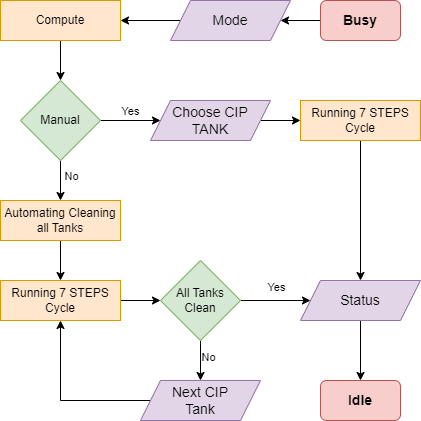 Compute
Mode
Busy
Manual
Yes
Choose CIP
TANK
Running 7 STEPS
Cycle
No
Automating Cleaning
all Tanks
Running 7 STEPS
Cycle
All Tanks
Clean
Yes
Status
No
Next CIP
Tank
Idle